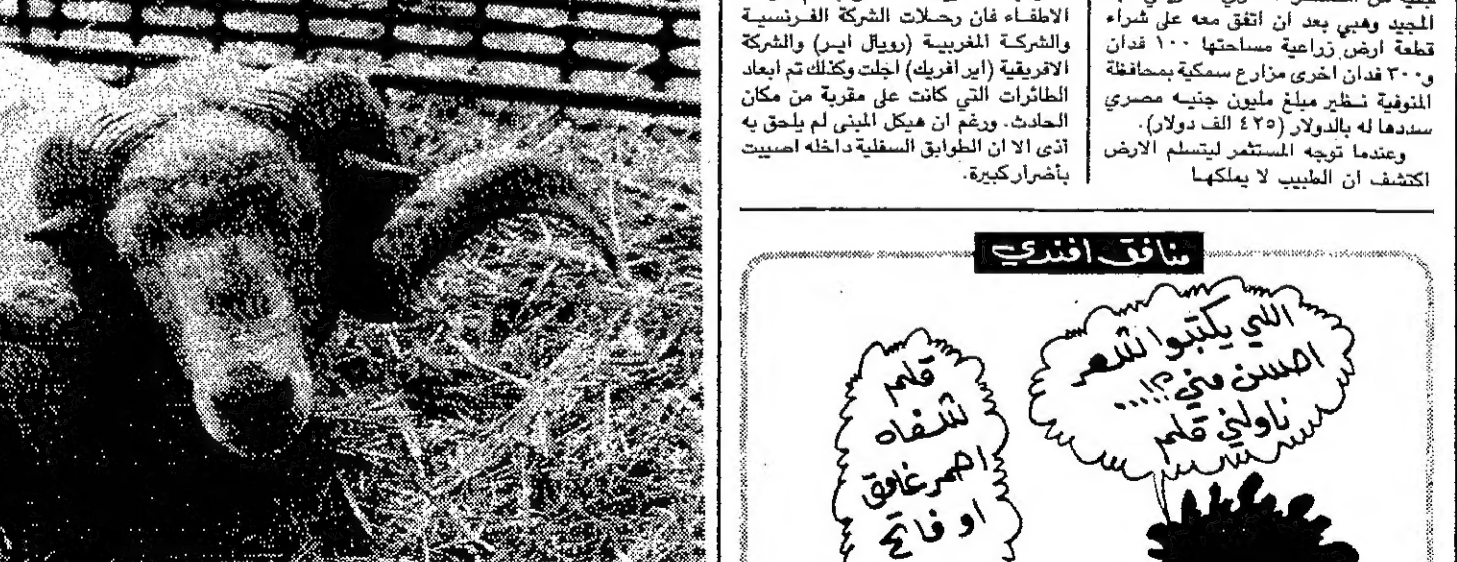 المجيد وهبي بعد ان اتفق معه على شراء
قطعة ارض زراعية مساحتها ١٠٠ فدان
و٣٠٠ فدان اخرى مزارع سمكية بمحافظة
المنوفية نظير مبلغ مليون جنيه مصري
سددها له بالدولار (٤٢٥ الف دولار).
وعندما توجه المستثمر ليتسلم الارض
اكتشف ان الطبيب لا يملكها
الاطفاء فان رحلات الشركة الفرنسية
والشركة المغربية (رويال اير) والشركة
الافريقية (اير افريك) اجلت وكذلك تم ابعاد
الطائرات التي كانت على مقربة من مكان
الحادث. ورغم ان هيكل المبنى لم يلحق به
أذى الا ان الطوابق السفلية داخله اصيبت
بأضرار كبيرة.
منافق افندي
اللي يكتبوا الشعر
احسن مني؟!...
ناولني قلم
قلم
شفاه
احمر غامق
او فاتح